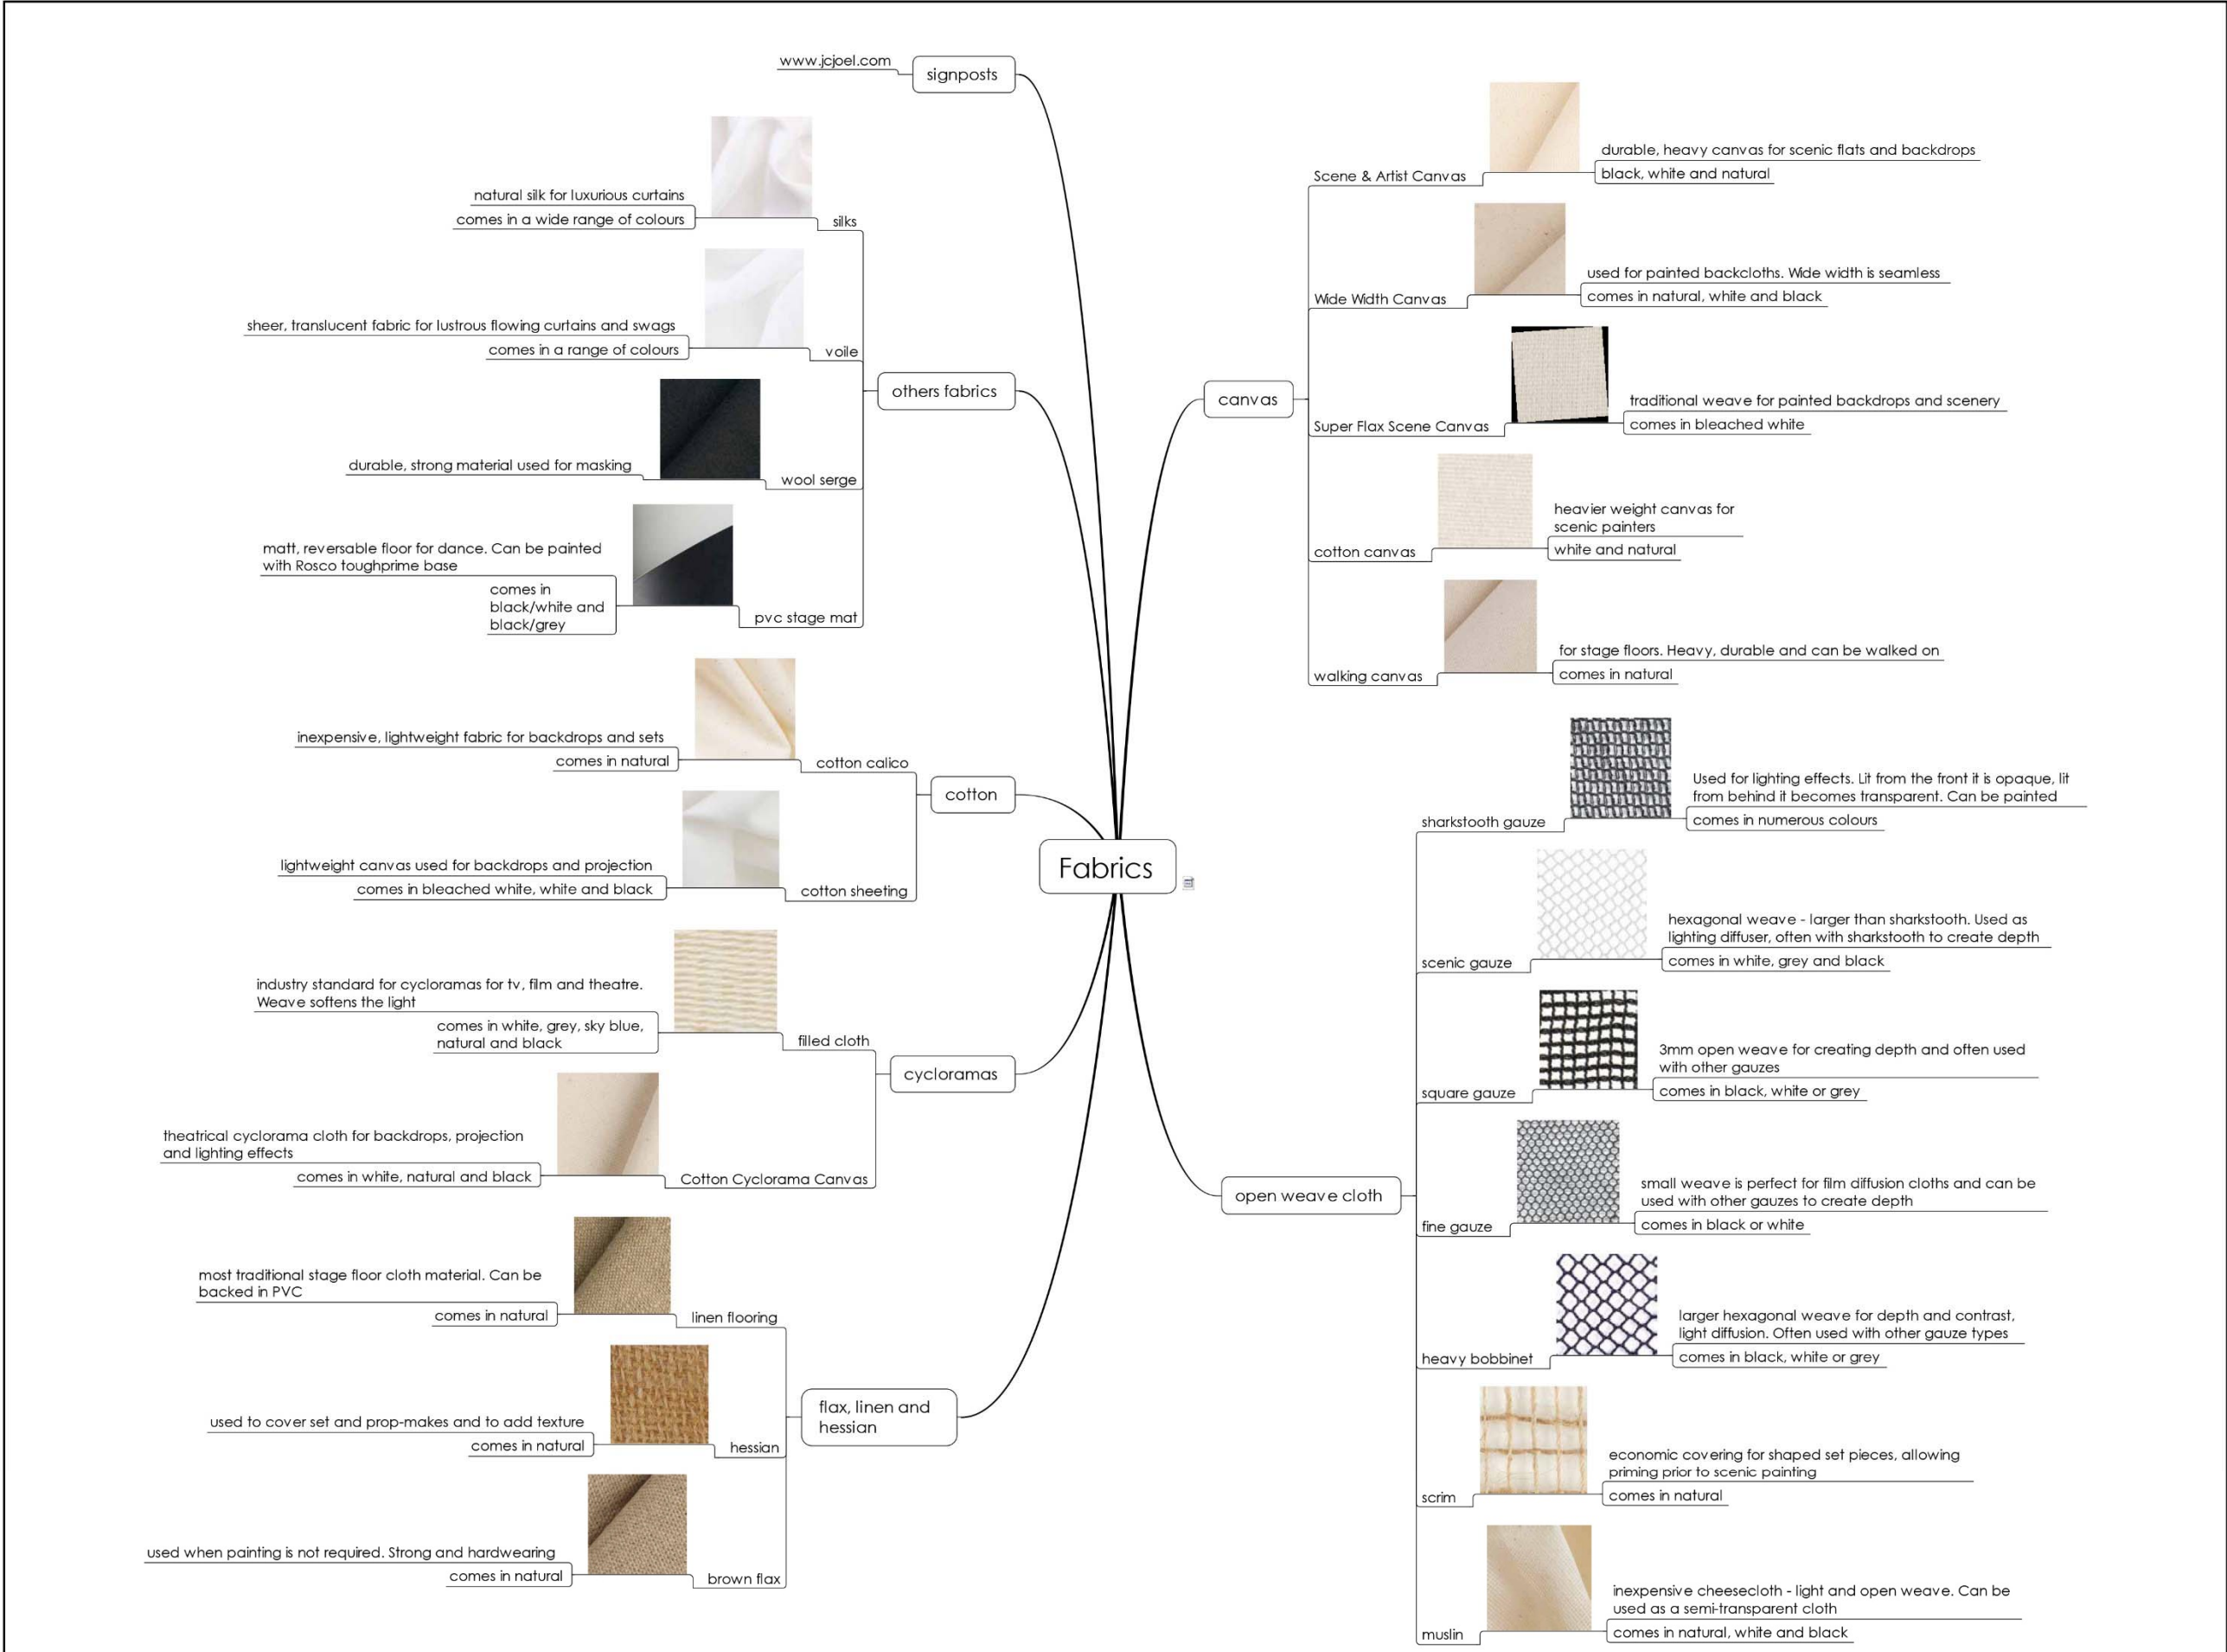 Fabrics
signposts
www.jcjoel.com
others fabrics
silks
natural silk for luxurious curtains
comes in a wide range of colours
voile
sheer, translucent fabric for lustrous flowing curtains and swags
comes in a range of colours
wool serge
durable, strong material used for masking
pvc stage mat
matt, reversable floor for dance. Can be painted
with Rosco toughprime base
comes in
black/white and
black/grey
cotton
cotton calico
inexpensive, lightweight fabric for backdrops and sets
comes in natural
cotton sheeting
lightweight canvas used for backdrops and projection
comes in bleached white, white and black
cycloramas
filled cloth
industry standard for cycloramas for tv, film and theatre.
Weave softens the light
comes in white, grey, sky blue,
natural and black
Cotton Cyclorama Canvas
theatrical cyclorama cloth for backdrops, projection
and lighting effects
comes in white, natural and black
flax, linen and
hessian
linen flooring
most traditional stage floor cloth material. Can be
backed in PVC
comes in natural
hessian
used to cover set and prop-makes and to add texture
comes in natural
brown flax
used when painting is not required. Strong and hardwearing
comes in natural
canvas
Scene & Artist Canvas
durable, heavy canvas for scenic flats and backdrops
black, white and natural
Wide Width Canvas
used for painted backcloths. Wide width is seamless
comes in natural, white and black
Super Flax Scene Canvas
traditional weave for painted backdrops and scenery
comes in bleached white
cotton canvas
heavier weight canvas for
scenic painters
white and natural
walking canvas
for stage floors. Heavy, durable and can be walked on
comes in natural
open weave cloth
sharkstooth gauze
Used for lighting effects. Lit from the front it is opaque, lit
from behind it becomes transparent. Can be painted
comes in numerous colours
scenic gauze
hexagonal weave - larger than sharkstooth. Used as
lighting diffuser, often with sharkstooth to create depth
comes in white, grey and black
square gauze
3mm open weave for creating depth and often used
with other gauzes
comes in black, white or grey
fine gauze
small weave is perfect for film diffusion cloths and can be
used with other gauzes to create depth
comes in black or white
heavy bobbinet
larger hexagonal weave for depth and contrast,
light diffusion. Often used with other gauze types
comes in black, white or grey
scrim
economic covering for shaped set pieces, allowing
priming prior to scenic painting
comes in natural
muslin
inexpensive cheesecloth - light and open weave. Can be
used as a semi-transparent cloth
comes in natural, white and black